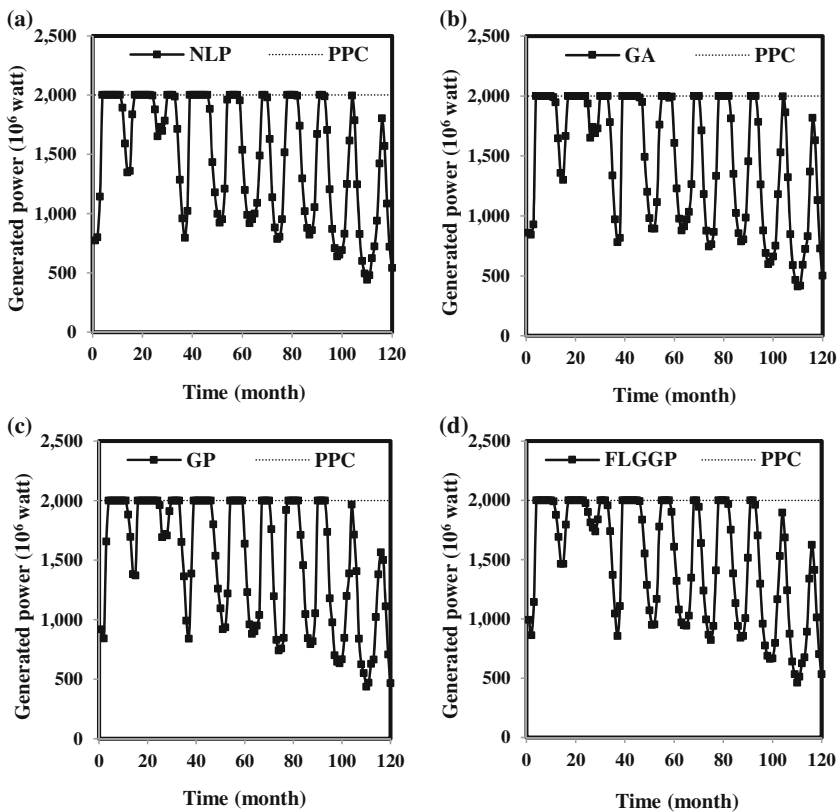 (a)
NLP PPC
2,500
2,000
1,500
1,000
500
0
Generated power (10⁶ watt)
0 20 40 60 80 100 120
Time (month)
(b)
GA PPC
2,500
2,000
1,500
1,000
500
0
Generated power (10⁶ watt)
0 20 40 60 80 100 120
Time (month)
(c)
GP PPC
2,500
2,000
1,500
1,000
500
0
Generated power (10⁶ watt)
0 20 40 60 80 100 120
Time (month)
(d)
FLGGP PPC
2,500
2,000
1,500
1,000
500
0
Generated power (10⁶ watt)
0 20 40 60 80 100 120
Time (month)